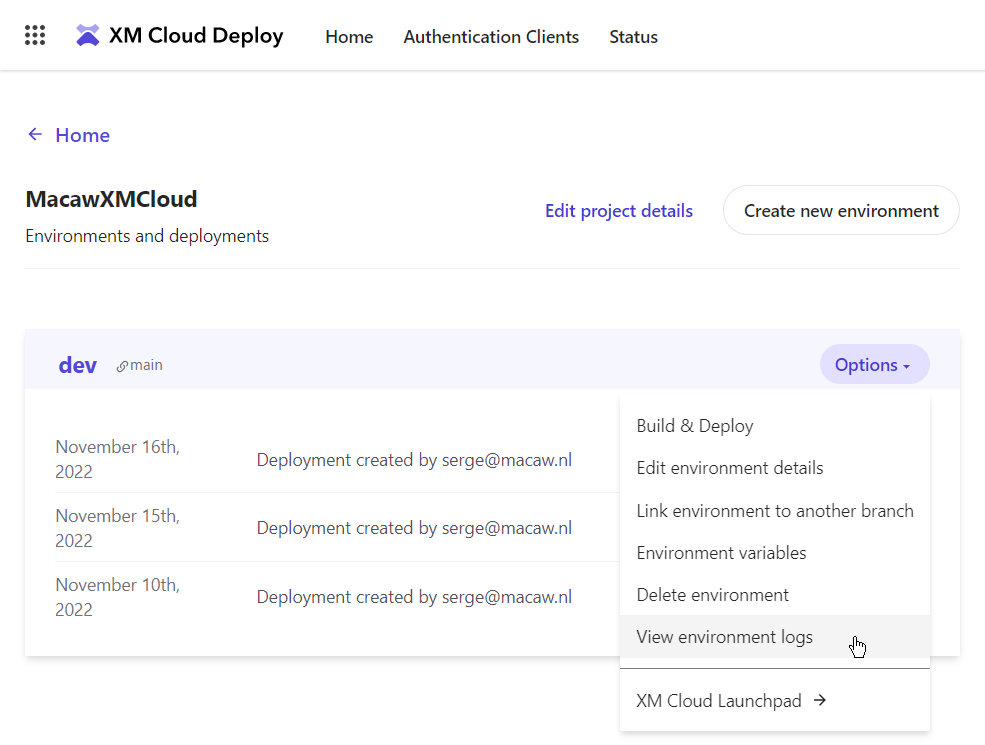 XM Cloud Deploy Home Authentication Clients Status
Home
MacawXMCloud
Edit project details Create new environment
Environments and deployments
dev main Options
November 16th,
2022
Deployment created by serge@macaw.nl
November 15th,
2022
Deployment created by serge@macaw.nl
November 10th,
2022
Deployment created by serge@macaw.nl
Build & Deploy
Edit environment details
Link environment to another branch
Environment variables
Delete environment
View environment logs
XM Cloud Launchpad